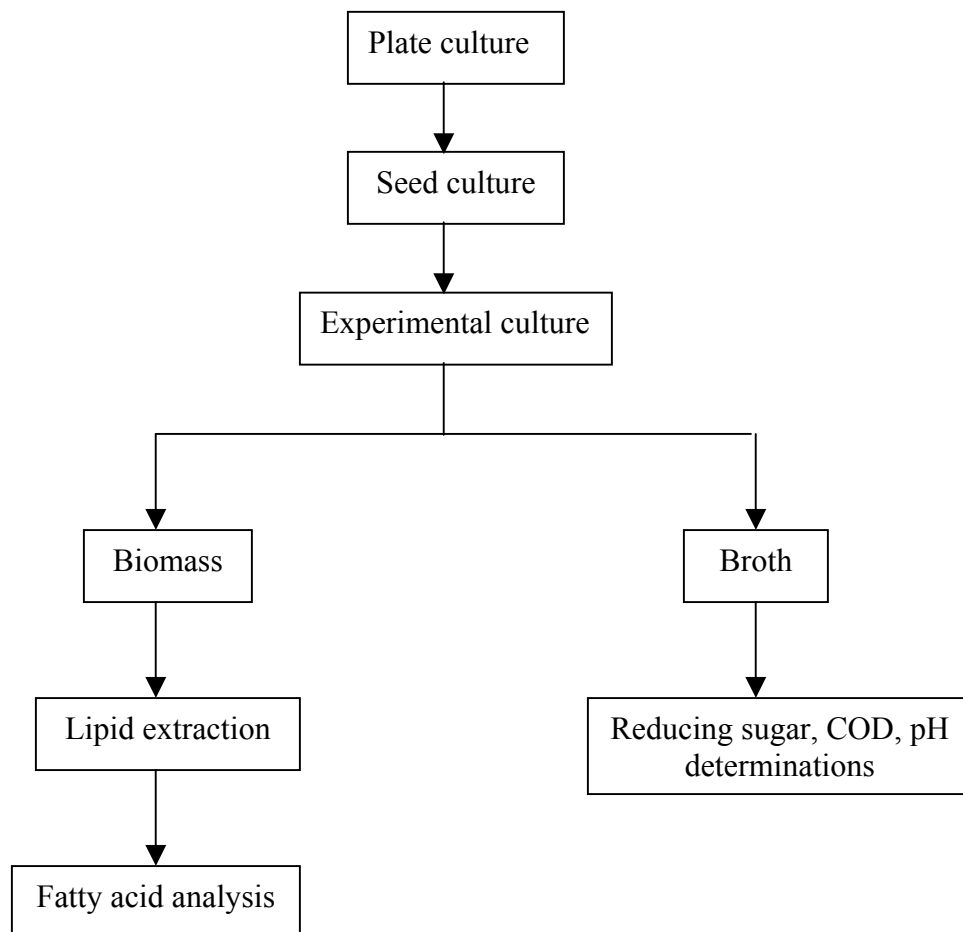 Plate culture
Seed culture
Experimental culture
Biomass
Broth
Lipid extraction
Reducing sugar, COD, pH
determinations
Fatty acid analysis